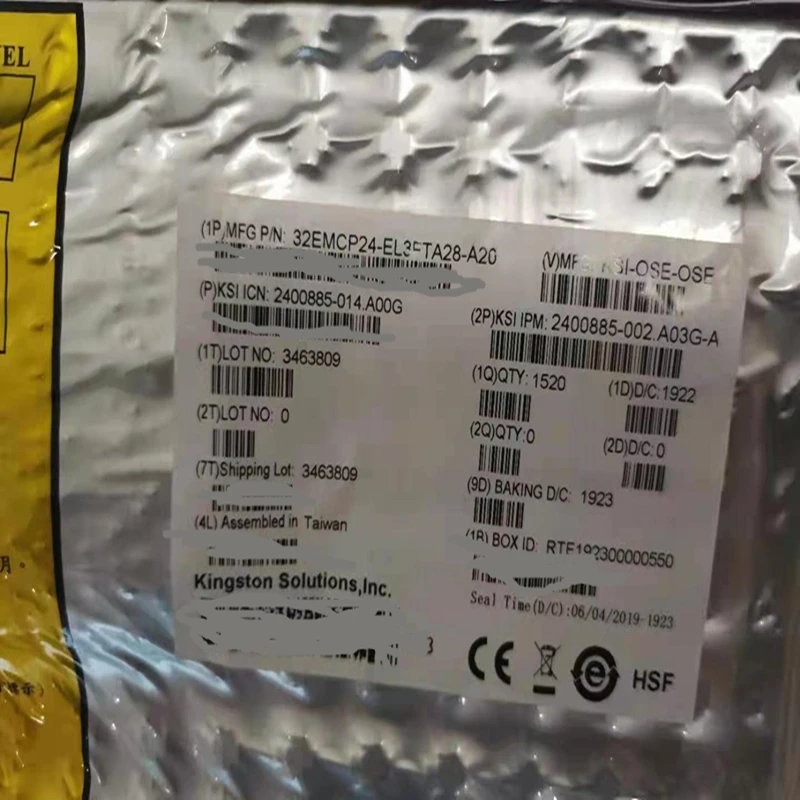 VEL
(1P)MFG P/N: 32EMCP24-EL3 TA28-A20
(V)MFG: KSI-OSE-OSE
(P)KSI ICN: 2400885-014.A00G
(2P)KSI IPM: 2400885-002.A03G-A
(1T)LOT NO: 3463809
(1Q)QTY: 1520
(1D)D/C: 1922
(2T)LOT NO: 0
(2Q)QTY:0
(2D)D/C: 0
(7T)Shipping Lot: 3463809
(9D) BAKING D/C: 1923
(4L) Assembled in Taiwan
BOX ID:
Kingston Solutions,Inc.
Seal Time(D/C):06/04/2019-1923
CE
HSF